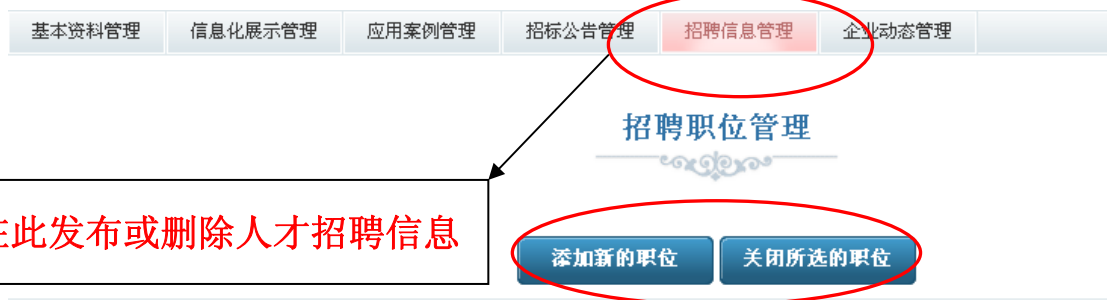 基本资料管理 信息化展示管理 应用案例管理 招标公告管理 招聘信息管理 企业动态管理
招聘职位管理
在此发布或删除人才招聘信息
添加新的职位 关闭所选的职位